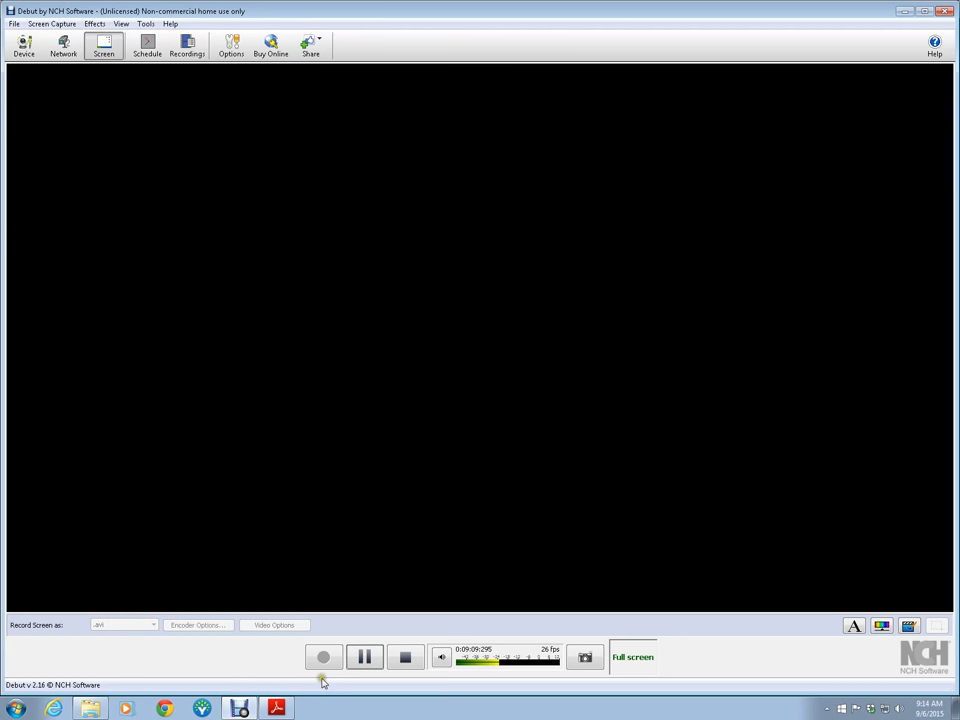 Debut by NCH Software - (Unlicensed) Non-commercial home use only
File Screen Capture Effects View Tools Help
Device Network Screen Schedule Recordings Options Buy Online Share Help
Record Screen as: .avi Encoder Options... Video Options A
0:09:09:295 26 fps
Full screen
NCH
NCH Software
Debut v 2.16 © NCH Software
9:14 AM
9/6/2015